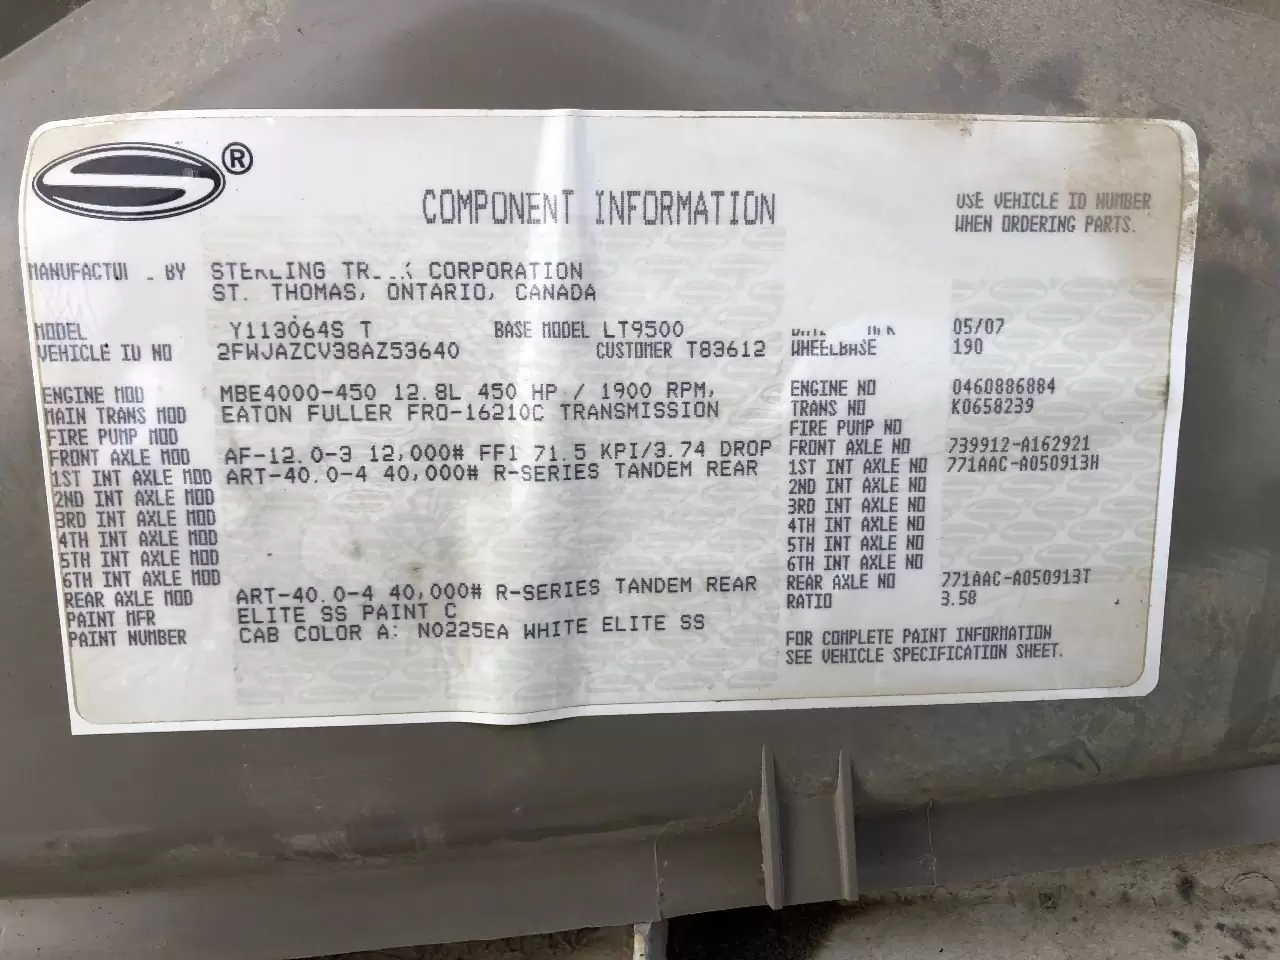 ®
COMPONENT INFORMATION
USE VEHICLE ID NUMBER
WHEN ORDERING PARTS.
BY STERLING CORPORATION
ST. THOMAS, ONTARIO, CANADA
MODEL Y113064S T BASE MODEL LT9500 05/07
VEHICLE ID NO 2FWJAZCV38AZ53640 CUSTOMER T83612 WHEELBASE 190
ENGINE MOD MBE4000-450 12.8L 450 HP / 1900 RPM, ENGINE NO 0460886884
MAIN TRANS MOD EATON FULLER FRO-16210C TRANSMISSION TRANS NO K0658239
FIRE PUMP MOD FIRE PUMP NO
FRONT AXLE MOD AF-12.0-3 12,000# FF1 71.5 KPI/3.74 DROP FRONT AXLE NO 739912-A162921
1ST INT AXLE MOD ART-40.0-4 40,000# R-SERIES TANDEM REAR 1ST INT AXLE NO 771AAC-A050913H
2ND INT AXLE MOD 2ND INT AXLE NO
3RD INT AXLE MOD 3RD INT AXLE NO
4TH INT AXLE MOD 4TH INT AXLE NO
5TH INT AXLE MOD 5TH INT AXLE NO
6TH INT AXLE MOD 6TH INT AXLE NO
REAR AXLE MOD ART-40.0-4 40,000# R-SERIES TANDEM REAR REAR AXLE NO 771AAC-A050913T
PAINT MFR ELITE SS PAINT C RATIO 3.58
PAINT NUMBER CAB COLOR A: N0225EA WHITE ELITE SS
FOR COMPLETE PAINT INFORMATION
SEE VEHICLE SPECIFICATION SHEET.